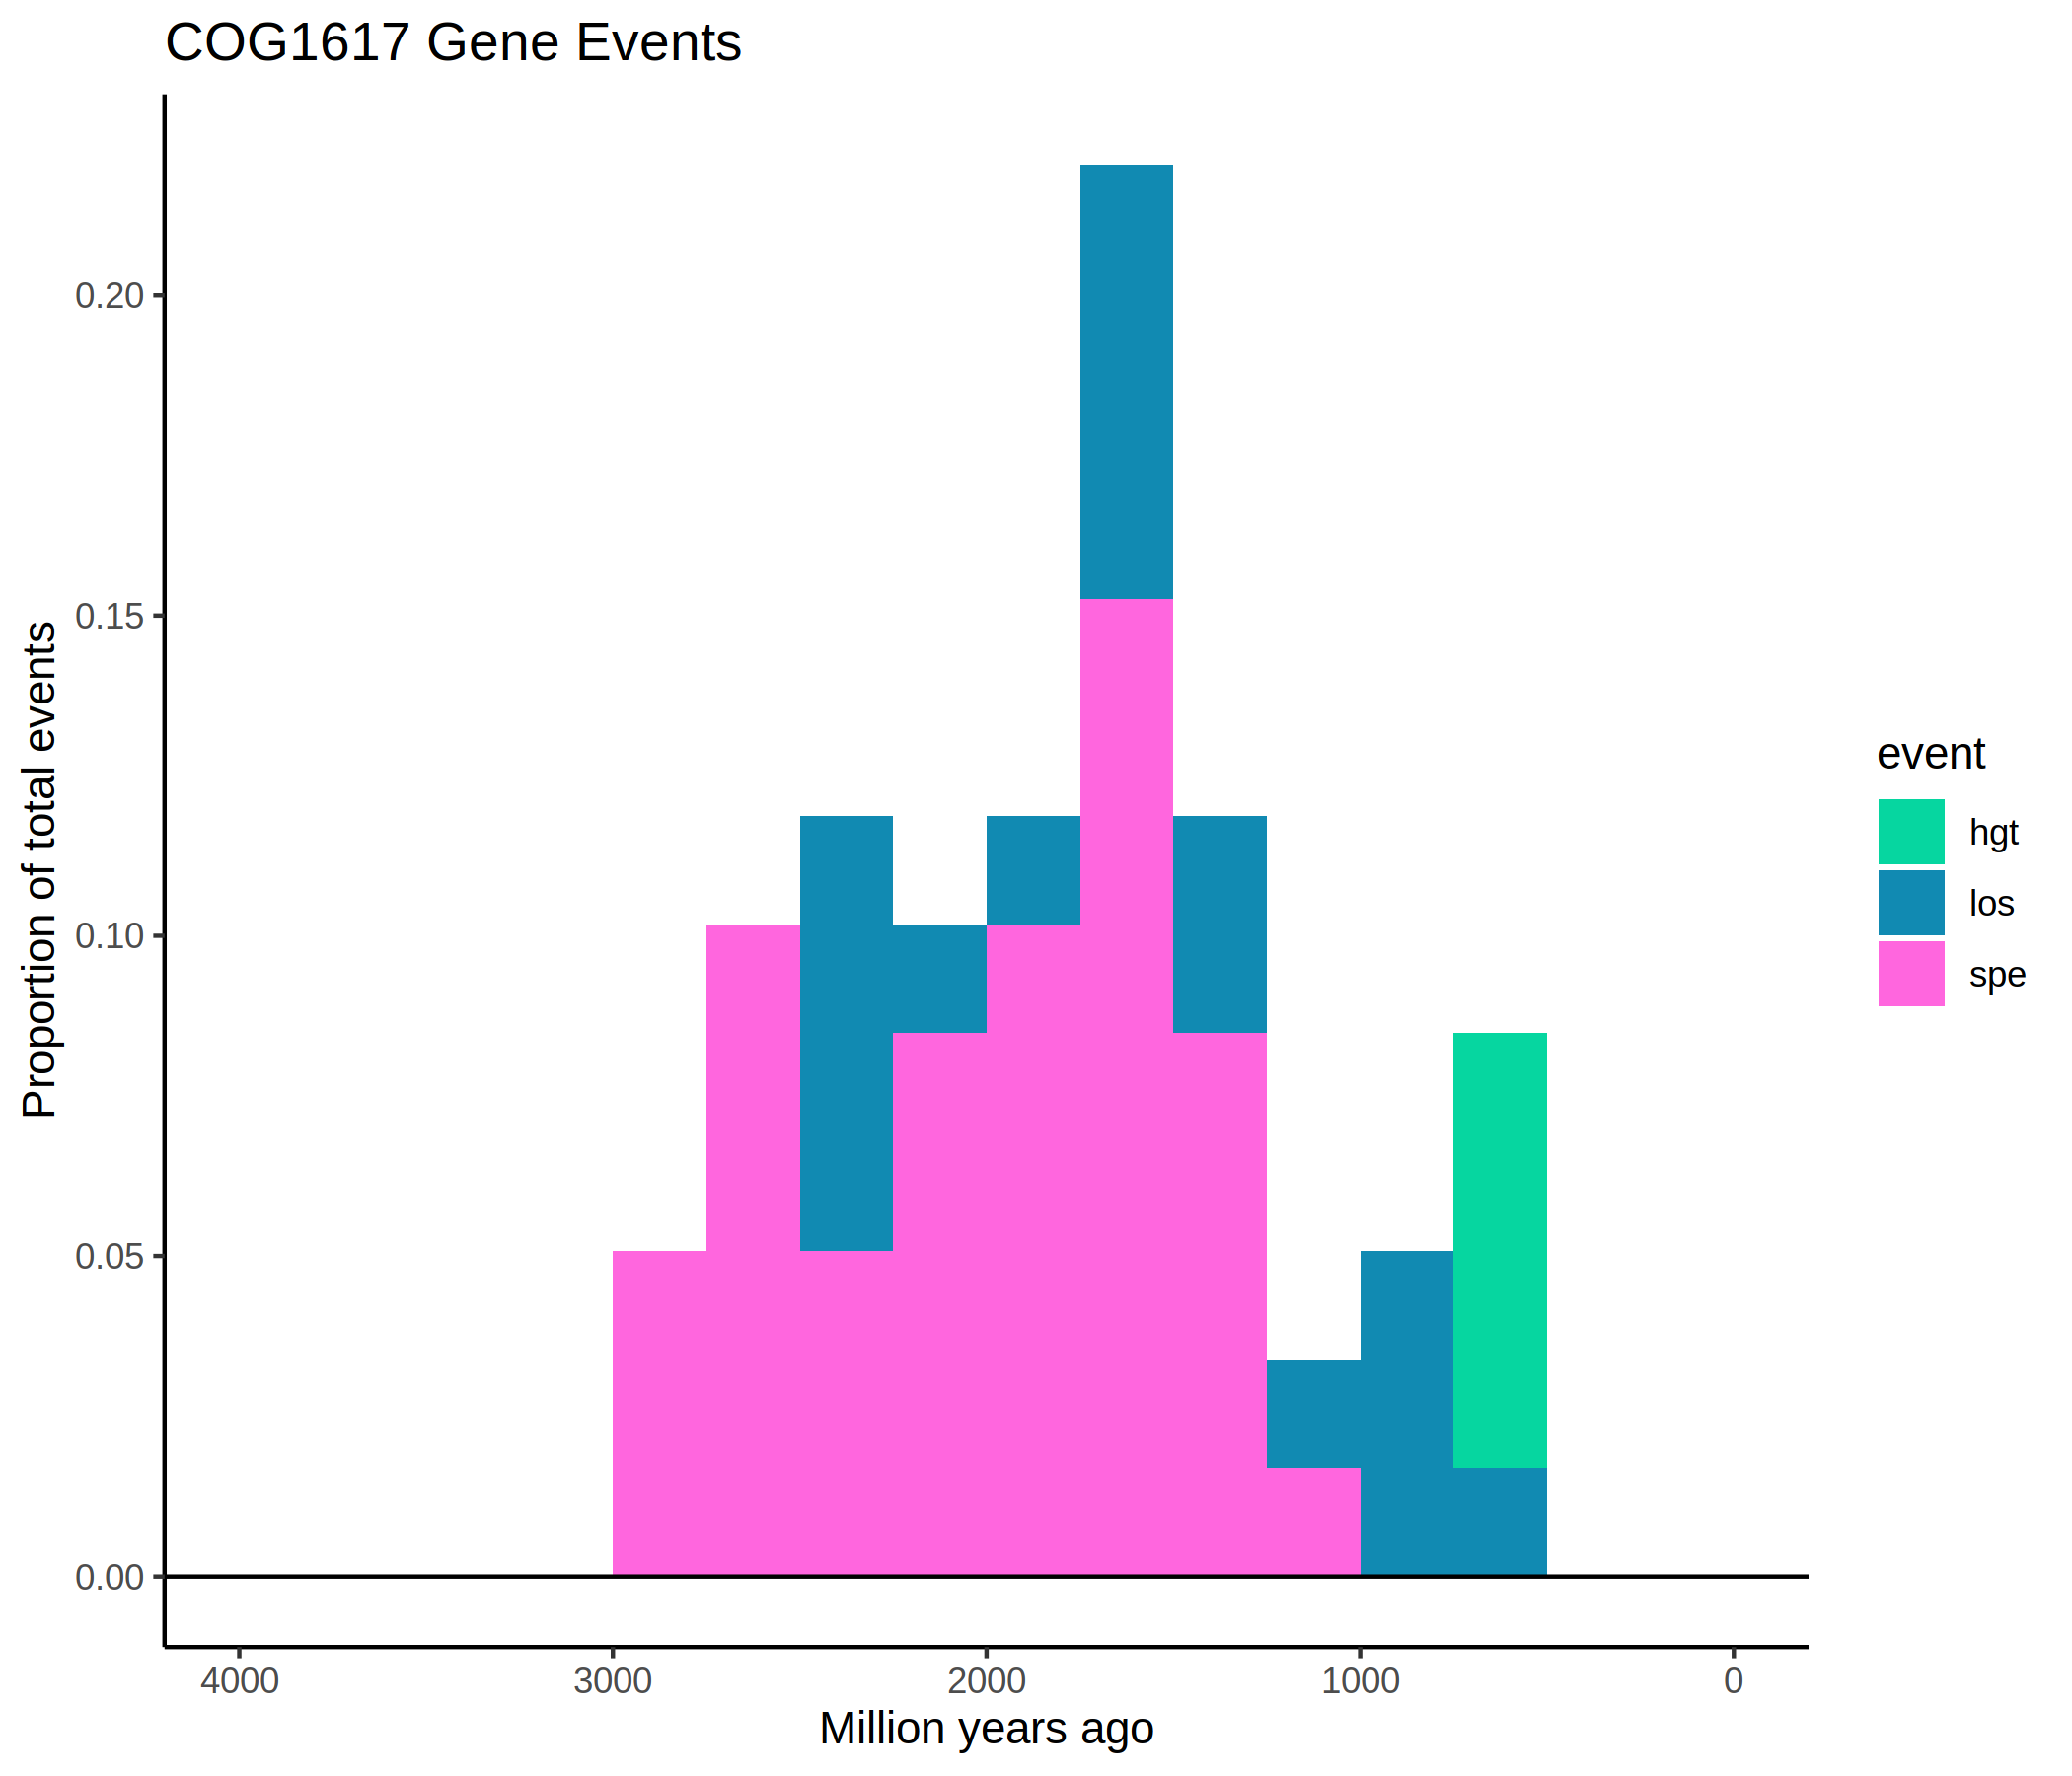 COG1617 Gene Events
Proportion of total events
0.20
0.15
0.10
0.05
0.00
4000 3000 2000 1000 0
Million years ago
event
hgt
los
spe